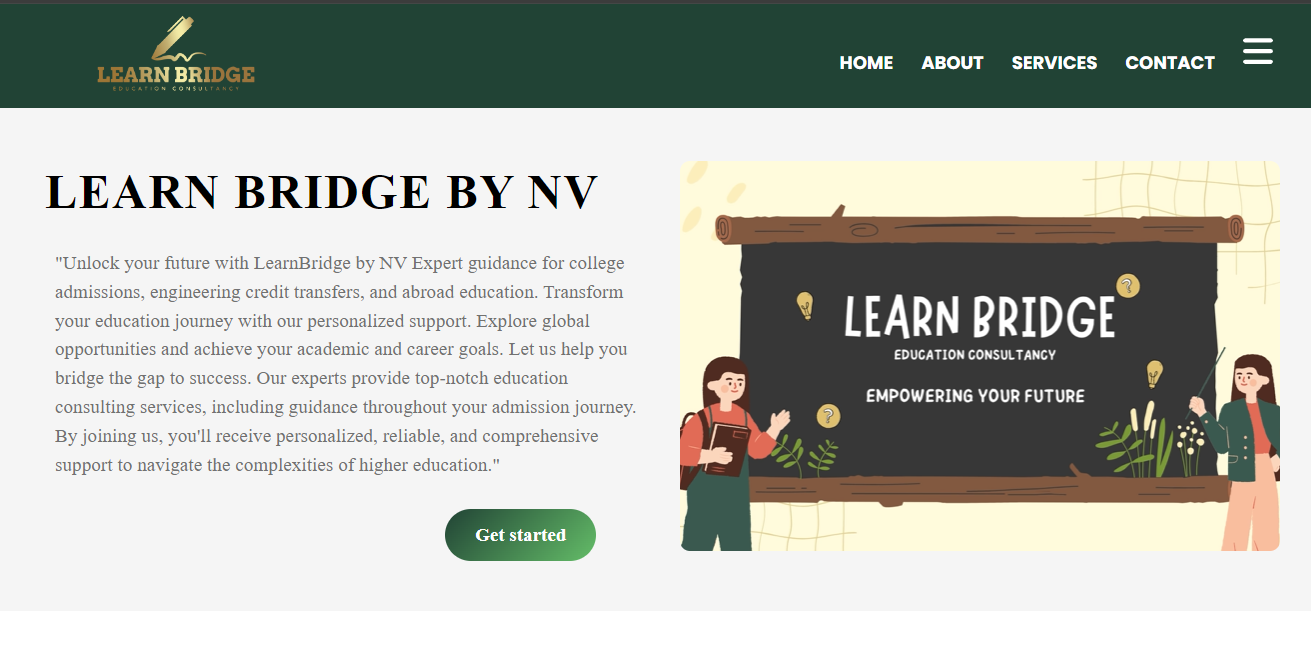 LEARN BRIDGE
EDUCATION CONSULTANCY
HOME ABOUT SERVICES CONTACT
LEARN BRIDGE BY NV
"Unlock your future with LearnBridge by NV Expert guidance for college
admissions, engineering credit transfers, and abroad education. Transform
your education journey with our personalized support. Explore global
opportunities and achieve your academic and career goals. Let us help you
bridge the gap to success. Our experts provide top-notch education
consulting services, including guidance throughout your admission journey.
By joining us, you'll receive personalized, reliable, and comprehensive
support to navigate the complexities of higher education."
Get started
LEARN BRIDGE
EDUCATION CONSULTANCY
EMPOWERING YOUR FUTURE
?
?